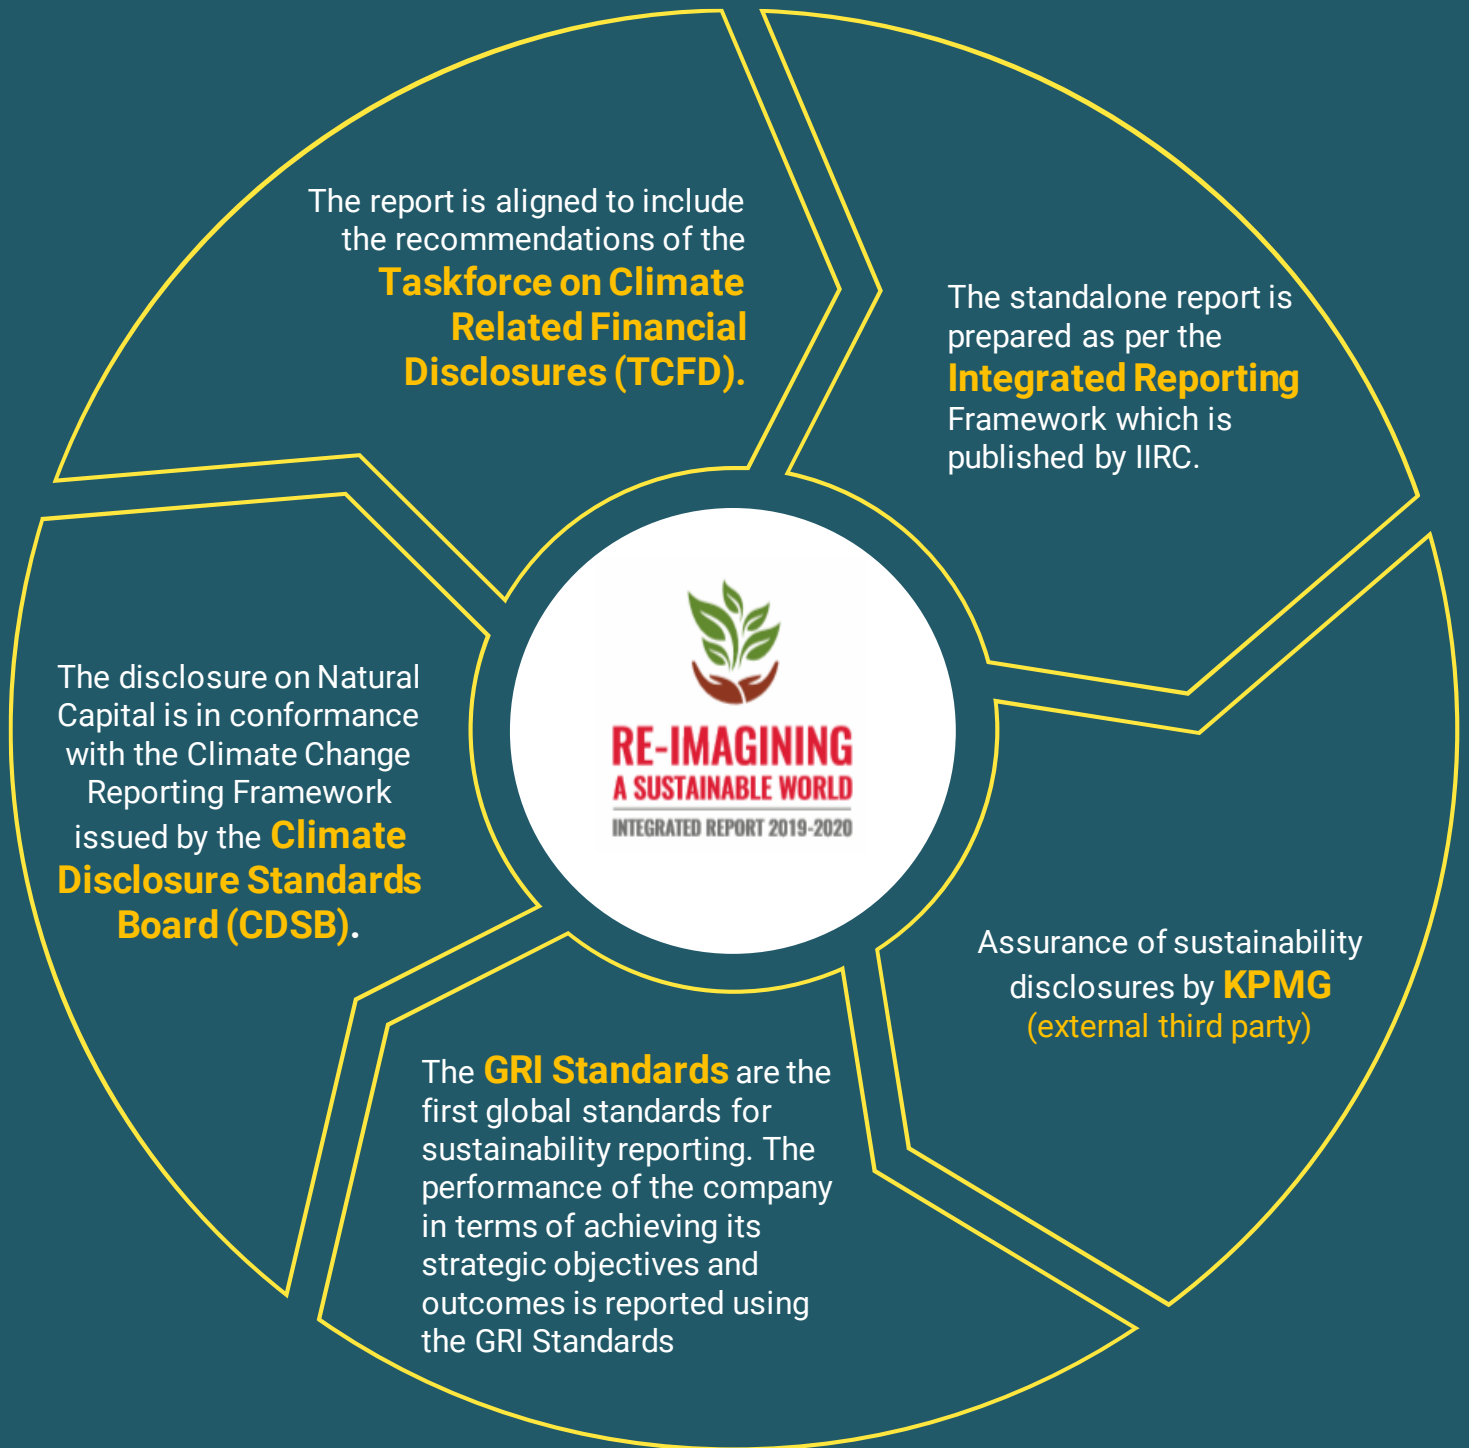 The report is aligned to include
the recommendations of the
Taskforce on Climate
Related Financial
Disclosures (TCFD).
The standalone report is
prepared as per the
Integrated Reporting
Framework which is
published by IIRC.
RE-IMAGINING
A SUSTAINABLE WORLD
INTEGRATED REPORT 2019-2020
The disclosure on Natural
Capital is in conformance
with the Climate Change
Reporting Framework
issued by the Climate
Disclosure Standards
Board (CDSB).
Assurance of sustainability
disclosures by KPMG
(external third party)
The GRI Standards are the
first global standards for
sustainability reporting. The
performance of the company
in terms of achieving its
strategic objectives and
outcomes is reported using
the GRI Standards